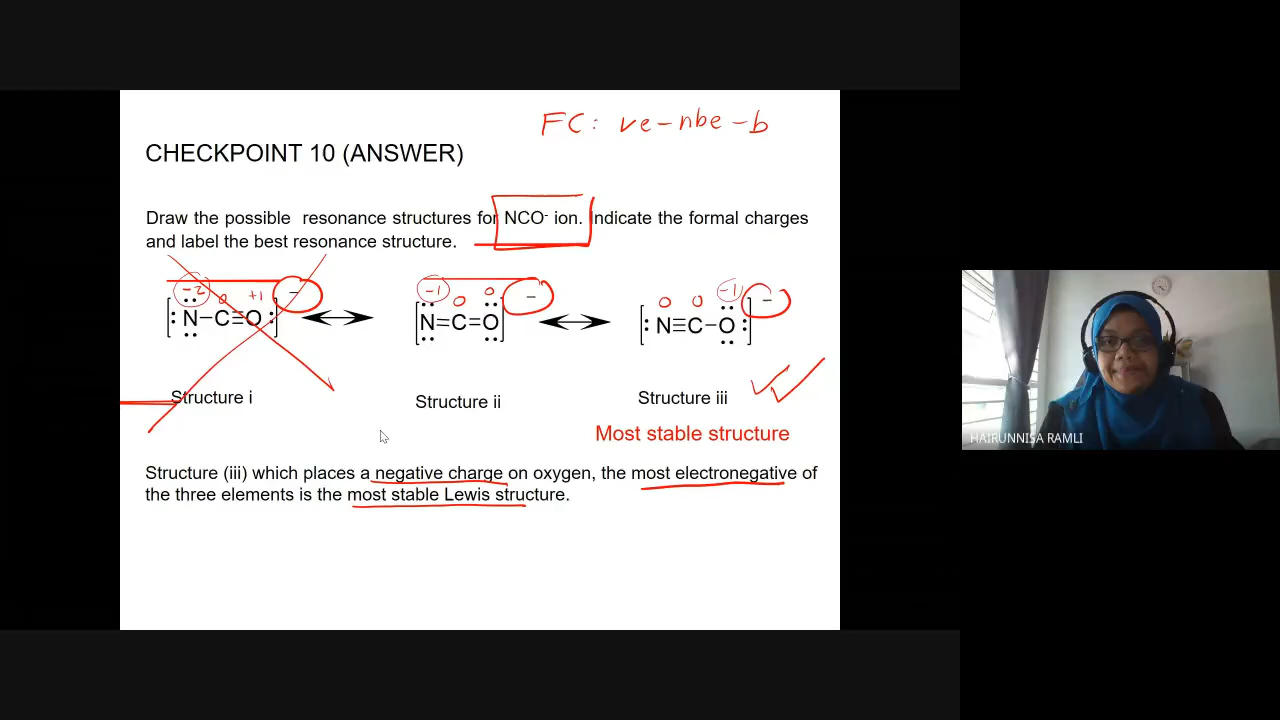 FC: ve-nbe-b
CHECKPOINT 10 (ANSWER)
Draw the possible resonance structures for NCO- ion. Indicate the formal charges
and label the best resonance structure.
-2 0 +1 -
-1 0 0 -
0 0 -1 -
[:N-C≡O:]
[N=C=O]
[:N≡C-O:]
Structure i
Structure ii
Structure iii
Most stable structure
Structure (iii) which places a negative charge on oxygen, the most electronegative of
the three elements is the most stable Lewis structure.
HAIRUNNISA RAMLI